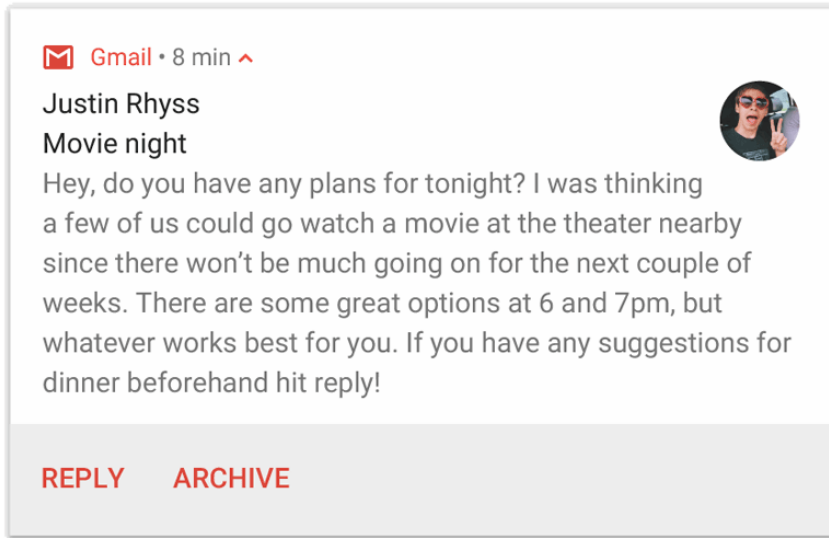 Gmail • 8 min
Justin Rhyss
Movie night
Hey, do you have any plans for tonight? I was thinking
a few of us could go watch a movie at the theater nearby
since there won’t be much going on for the next couple of
weeks. There are some great options at 6 and 7pm, but
whatever works best for you. If you have any suggestions for
dinner beforehand hit reply!
REPLY ARCHIVE